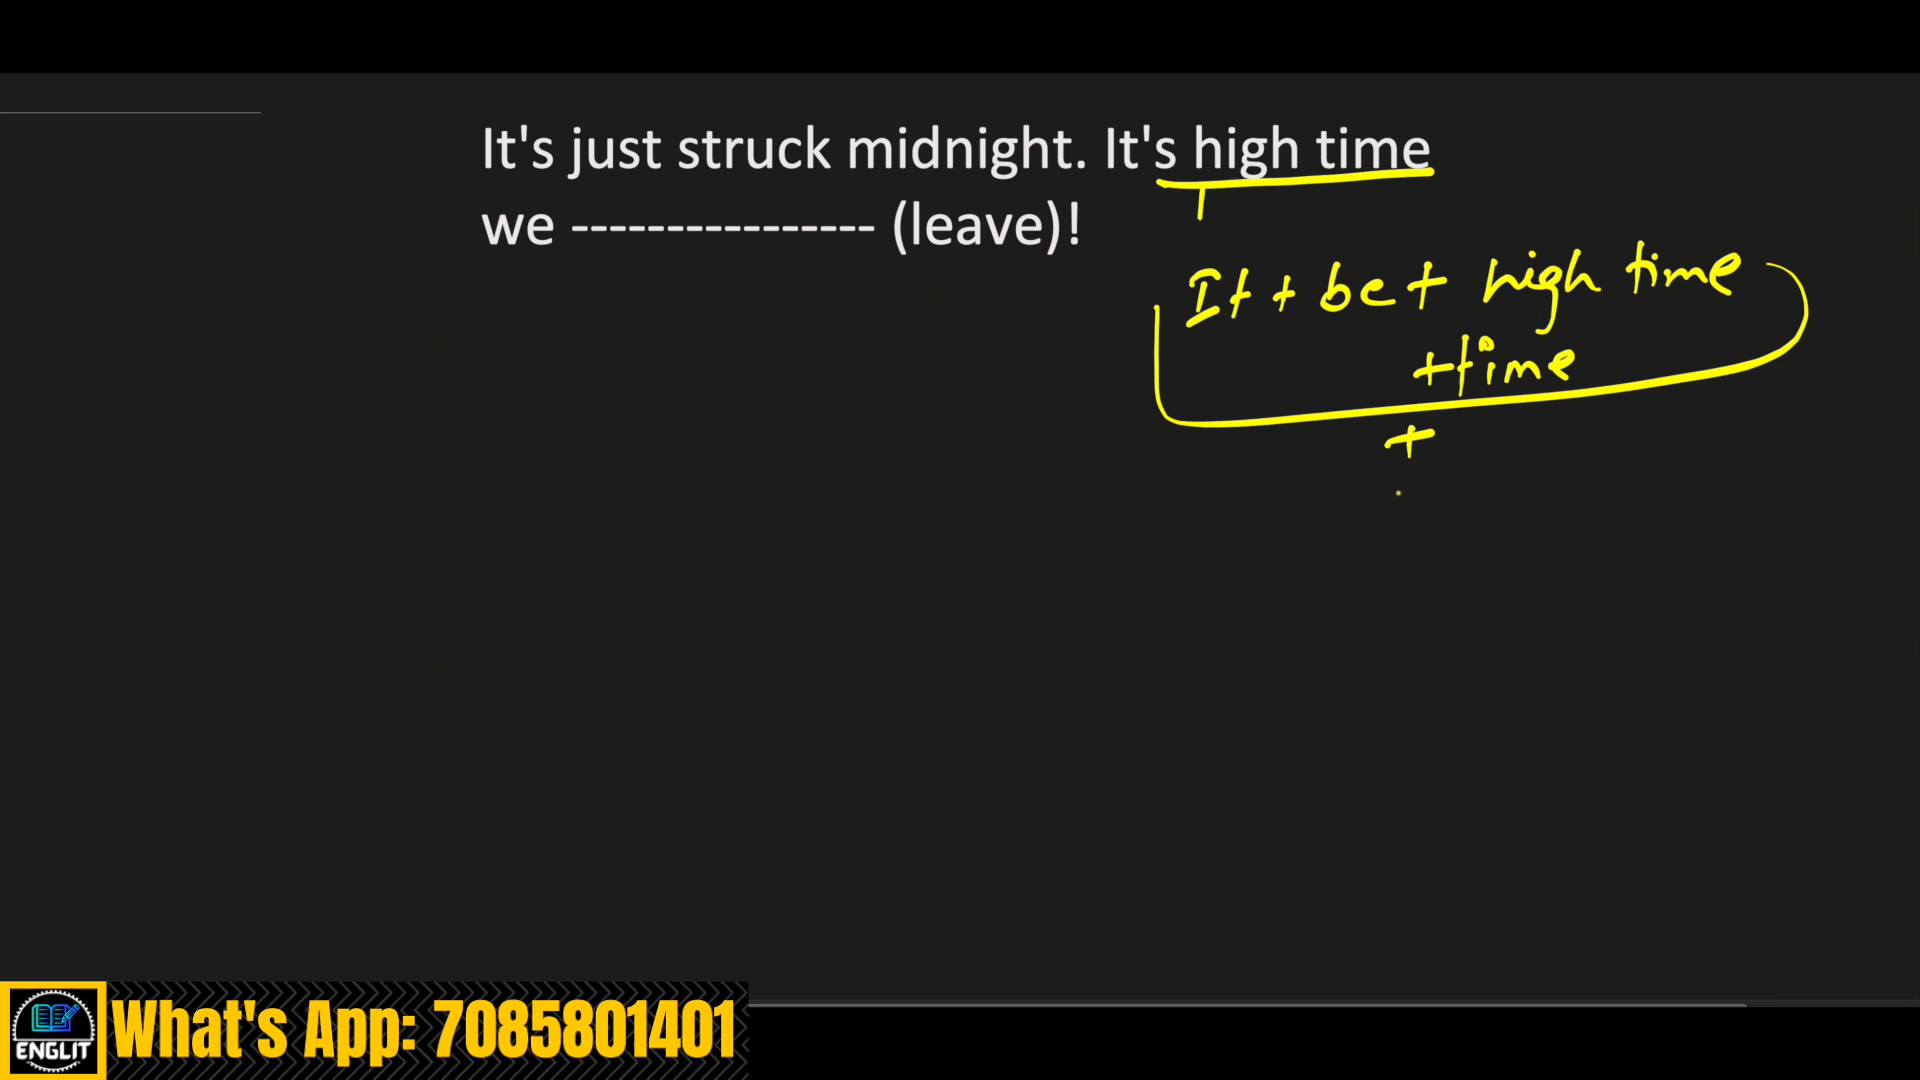 It's just struck midnight. It's high time
we ---------------- (leave)!
It + be + high time
+time
+
ENGLIT
What's App: 7085801401